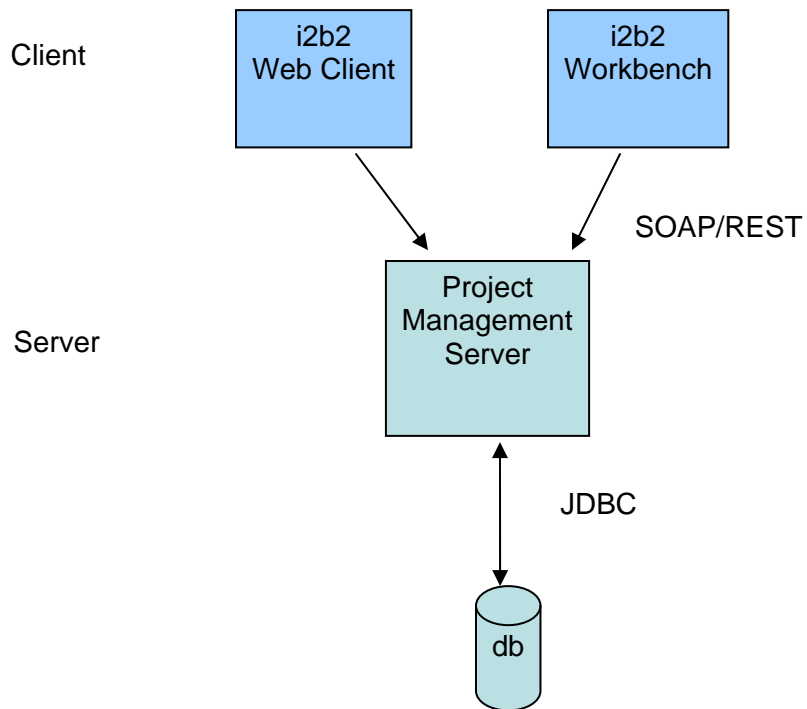 Client
i2b2
Web Client
i2b2
Workbench
SOAP/REST
Project
Management
Server
Server
JDBC
db